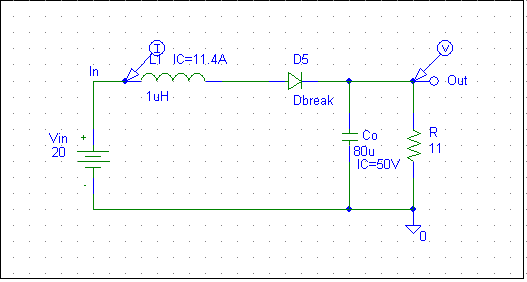 I
V
L1 IC=11.4A
D5
In
Out
1uH
Dbreak
Vin
+
20
-
Co
80u
IC=50V
R
11
0